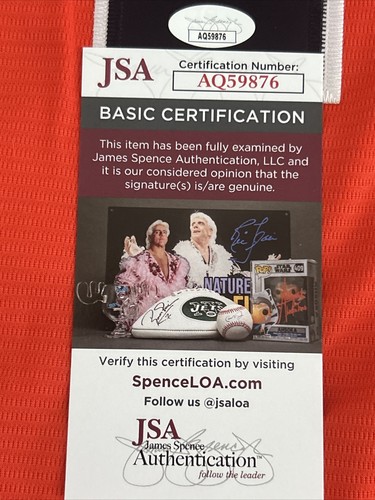 AQ59876
JSA
Certification Number:
AQ59876
BASIC CERTIFICATION
This item has been fully examined by
James Spence Authentication, LLC and
it is our considered opinion that the
signature(s) is/are genuine.
NATURE
JETS
Verify this certification by visiting
SpenceLOA.com
Follow us @jsaloa
JSA
James Spence
Authentication
follow the leader